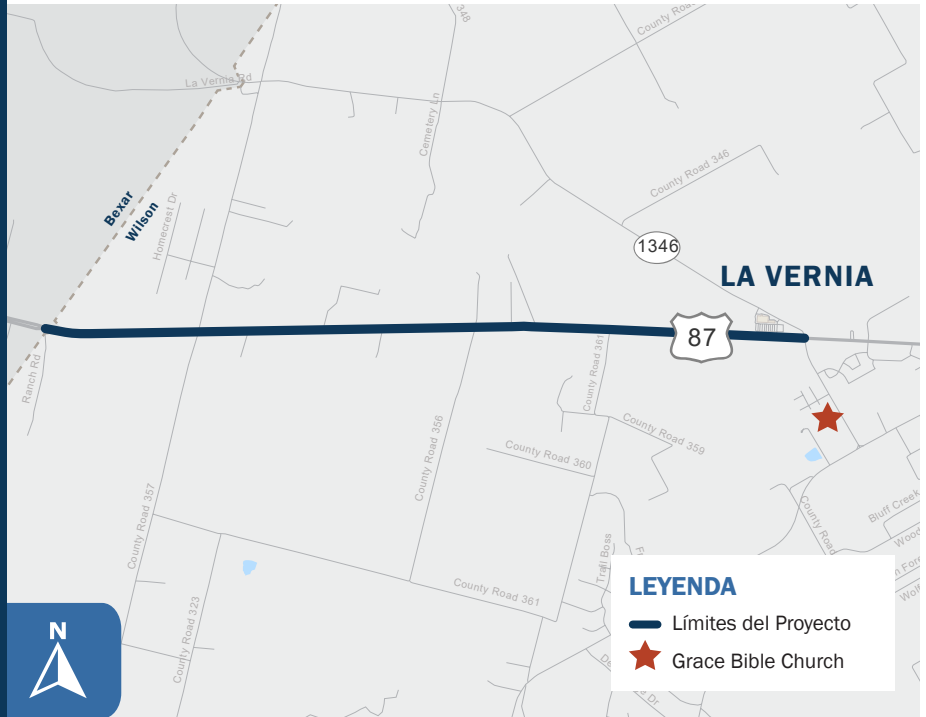 348
County Road
La Vernia Rd
Cemetery Ln
County Road 346
Bexar
Wilson
Homecrest Dr
1346
LA VERNIA
87
Ranch Rd
County Road 361
County Road 356
County Road 359
County Road 360
County Road 357
County Road
Bluff Creek
Trail Boss
County Road 361
County Road 323
N
LEYENDA
Límites del Proyecto
Grace Bible Church